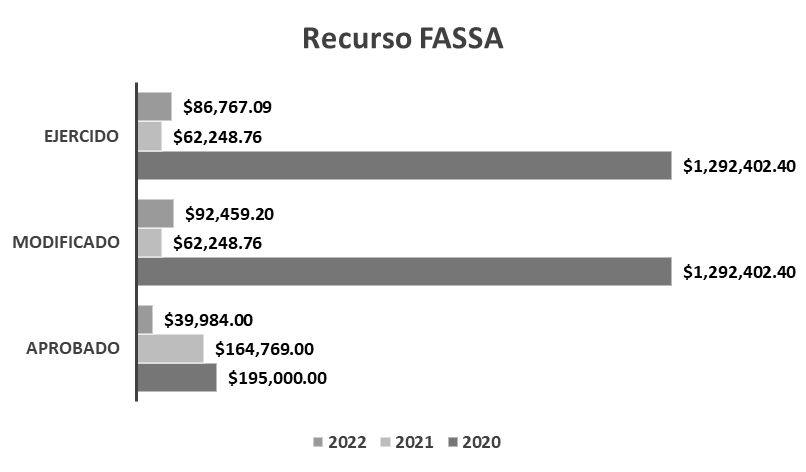 Recurso FASSA
$86,767.09
EJERCIDO
$62,248.76
$1,292,402.40
$92,459.20
MODIFICADO
$62,248.76
$1,292,402.40
$39,984.00
APROBADO
$164,769.00
$195,000.00
2022 2021 2020